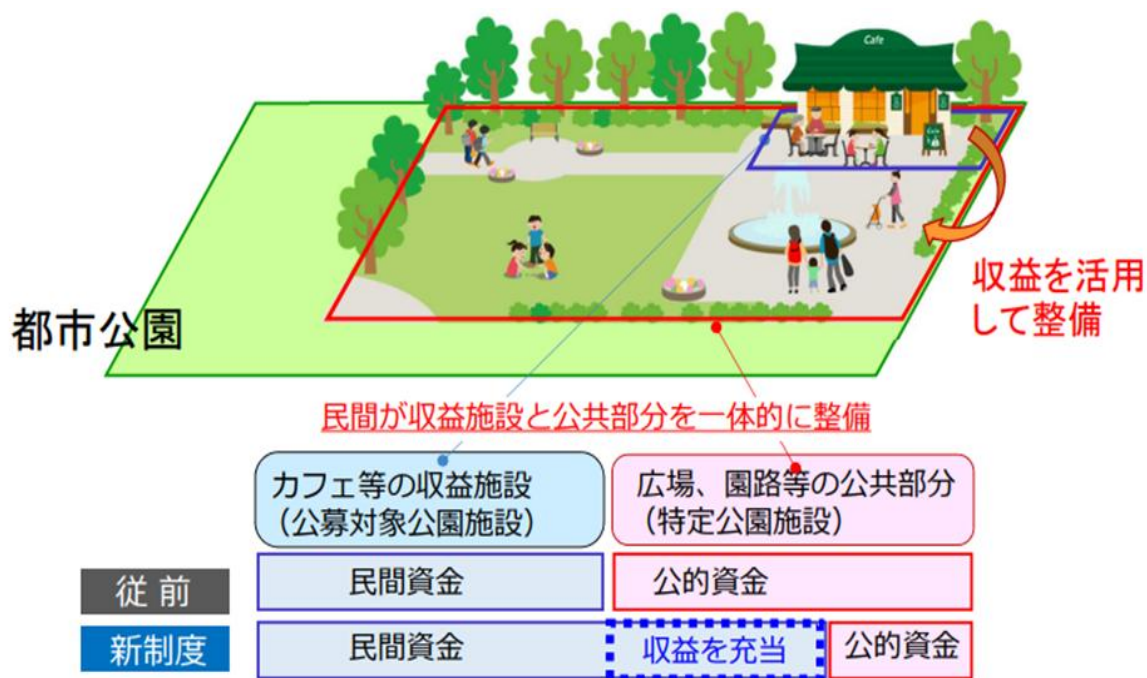 Cafe
Cafe
都市公園
収益を活用
して整備
民間が収益施設と公共部分を一体的に整備
カフェ等の収益施設
（公募対象公園施設）
広場、園路等の公共部分
（特定公園施設）
従 前
民間資金
公的資金
新制度
民間資金
収益を充当
公的資金